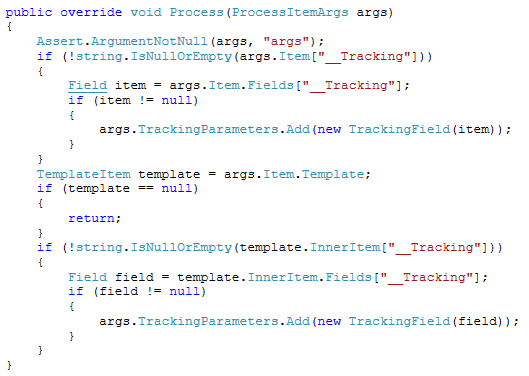 public override void Process(ProcessItemArgs args)
{
    Assert.ArgumentNotNull(args, "args");
    if (!string.IsNullOrEmpty(args.Item["__Tracking"]))
    {
        Field item = args.Item.Fields["__Tracking"];
        if (item != null)
        {
            args.TrackingParameters.Add(new TrackingField(item));
        }
    }
    TemplateItem template = args.Item.Template;
    if (template == null)
    {
        return;
    }
    if (!string.IsNullOrEmpty(template.InnerItem["__Tracking"]))
    {
        Field field = template.InnerItem.Fields["__Tracking"];
        if (field != null)
        {
            args.TrackingParameters.Add(new TrackingField(field));
        }
    }
}